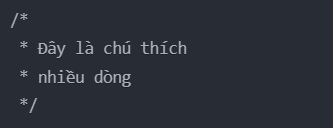 /*
 * Đây là chú thích
 * nhiều dòng
 */